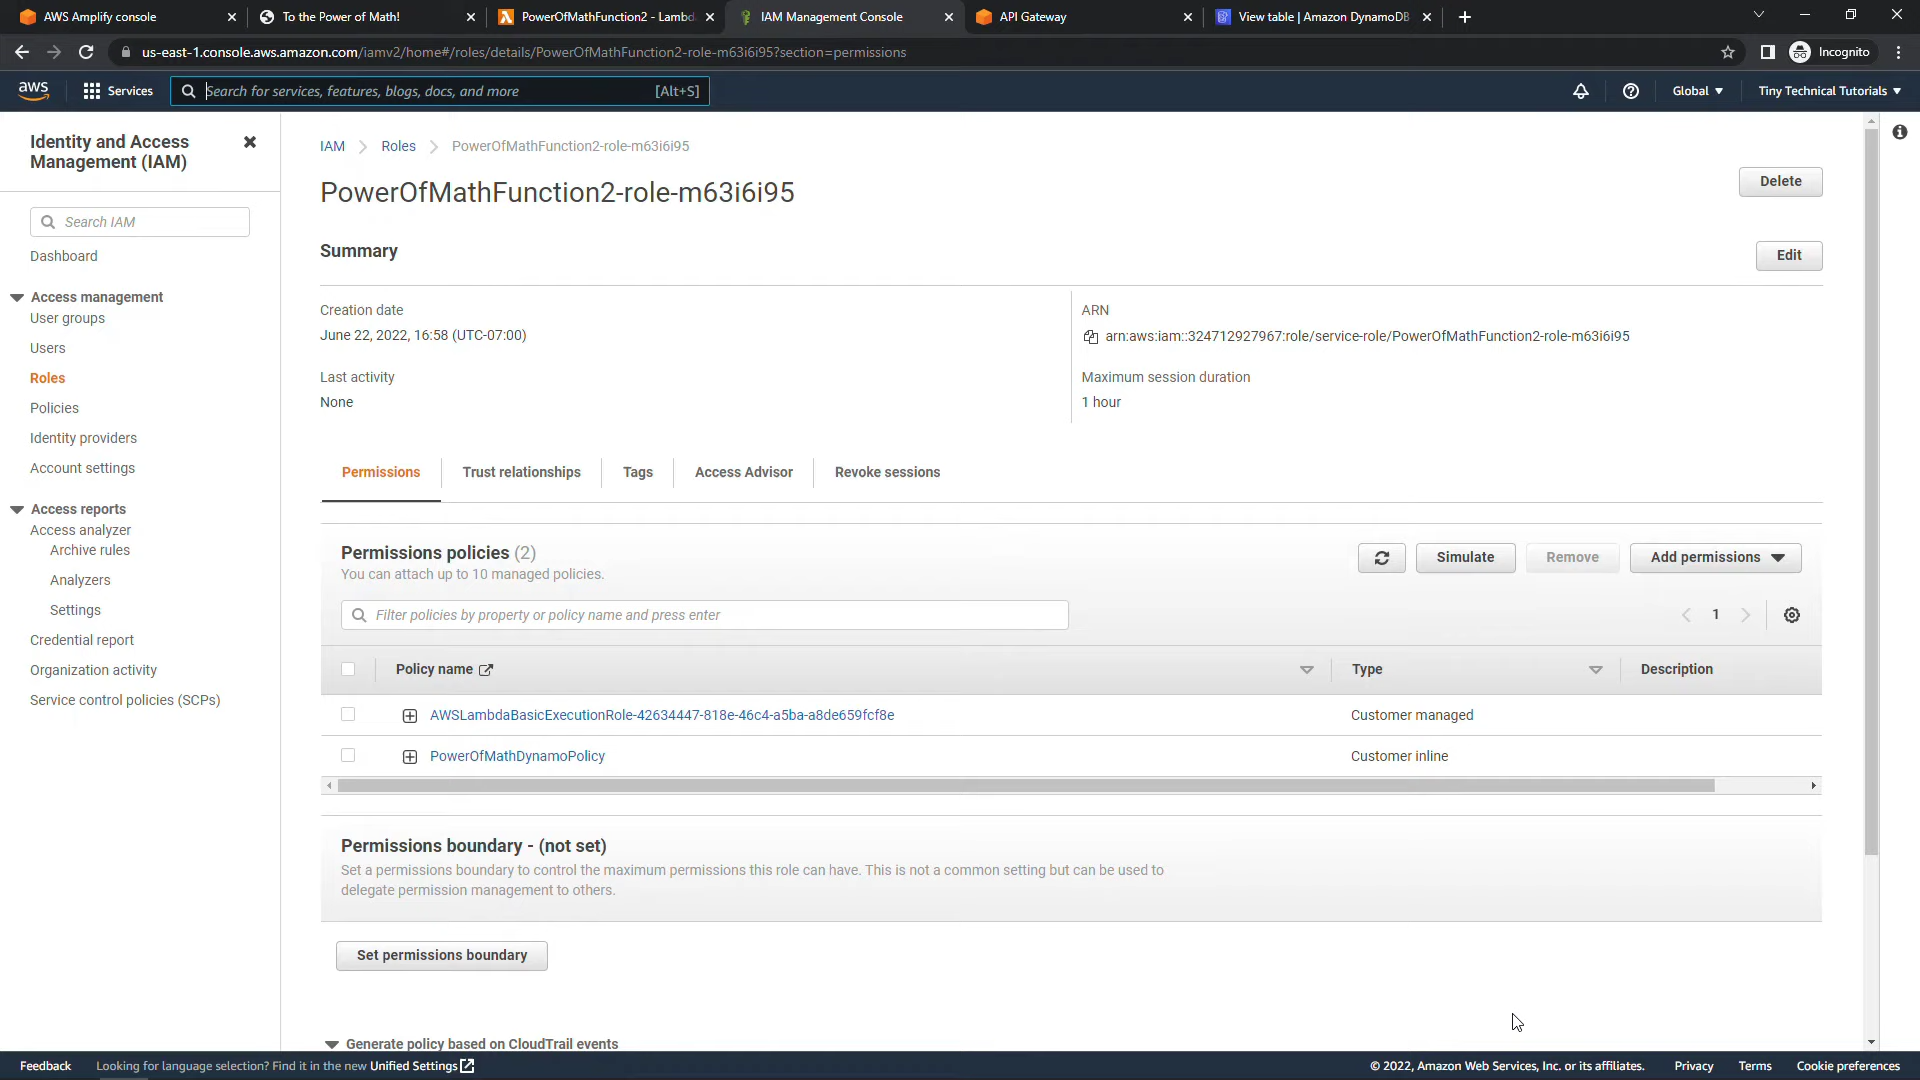 AWS Amplify console
To the Power of Math!
PowerOfMathFunction2 - Lambd
IAM Management Console
API Gateway
View table | Amazon DynamoDB
us-east-1.console.aws.amazon.com/iamv2/home#/roles/details/PowerOfMathFunction2-role-m63i6i95?section=permissions
Incognito
aws
Services
Search for services, features, blogs, docs, and more
[Alt+S]
Global
Tiny Technical Tutorials
Identity and Access
Management (IAM)
Search IAM
Dashboard
Access management
User groups
Users
Roles
Policies
Identity providers
Account settings
Access reports
Access analyzer
Archive rules
Analyzers
Settings
Credential report
Organization activity
Service control policies (SCPs)
IAM
Roles
PowerOfMathFunction2-role-m63i6i95
PowerOfMathFunction2-role-m63i6i95
Delete
Summary
Edit
Creation date
June 22, 2022, 16:58 (UTC-07:00)
ARN
arn:aws:iam::324712927967:role/service-role/PowerOfMathFunction2-role-m63i6i95
Last activity
None
Maximum session duration
1 hour
Permissions
Trust relationships
Tags
Access Advisor
Revoke sessions
Permissions policies (2)
You can attach up to 10 managed policies.
Simulate
Remove
Add permissions
Filter policies by property or policy name and press enter
1
Policy name
Type
Description
AWSLambdaBasicExecutionRole-42634447-818e-46c4-a5ba-a8de659fcf8e
Customer managed
PowerOfMathDynamoPolicy
Customer inline
Permissions boundary - (not set)
Set a permissions boundary to control the maximum permissions this role can have. This is not a common setting but can be used to
delegate permission management to others.
Set permissions boundary
Generate policy based on CloudTrail events
Feedback
Looking for language selection? Find it in the new Unified Settings
© 2022, Amazon Web Services, Inc. or its affiliates.
Privacy
Terms
Cookie preferences